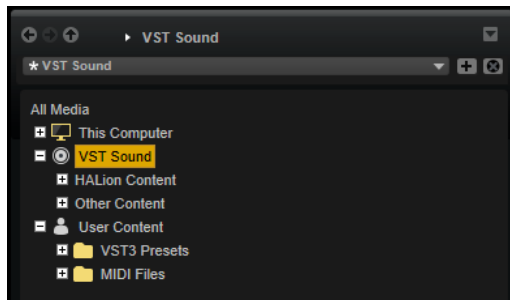 VST Sound
* VST Sound
All Media
This Computer
VST Sound
HALion Content
Other Content
User Content
VST3 Presets
MIDI Files